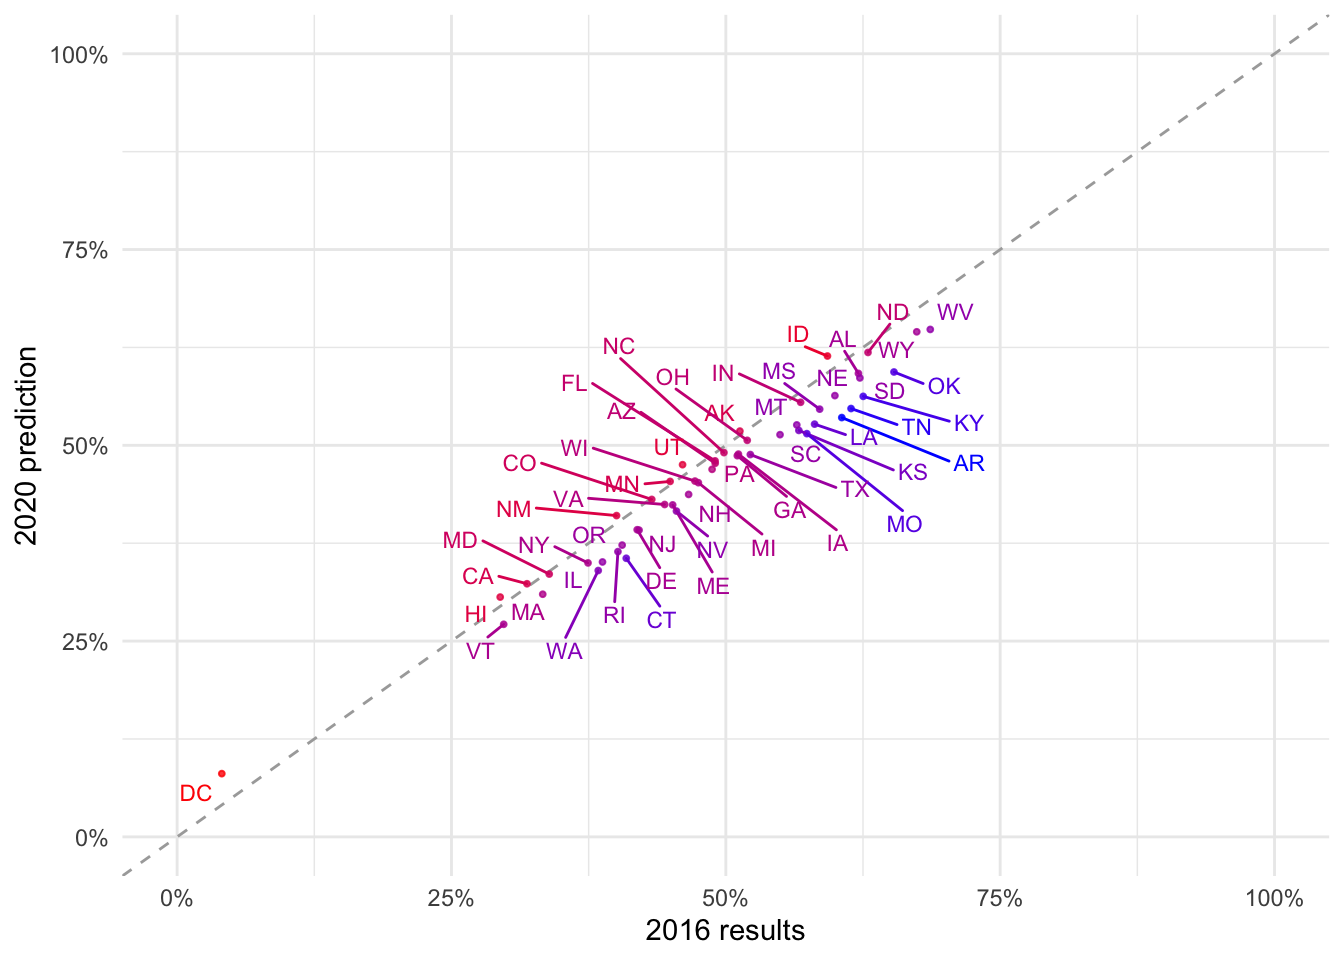 100%
75%
50%
25%
0%
2020 prediction
ND
WV
ID
AL
WY
NC
OH
IN
MS
NE
SD
OK
FL
AZ
AK
MT
KY
TN
LA
AR
WI
UT
SC
KS
CO
MN
PA
TX
MO
NM
VA
GA
NH
IA
MD
NY
OR
NJ
NV
MI
CA
IL
DE
ME
HI
MA
RI
CT
VT
WA
DC
0%
25%
50%
75%
100%
2016 results